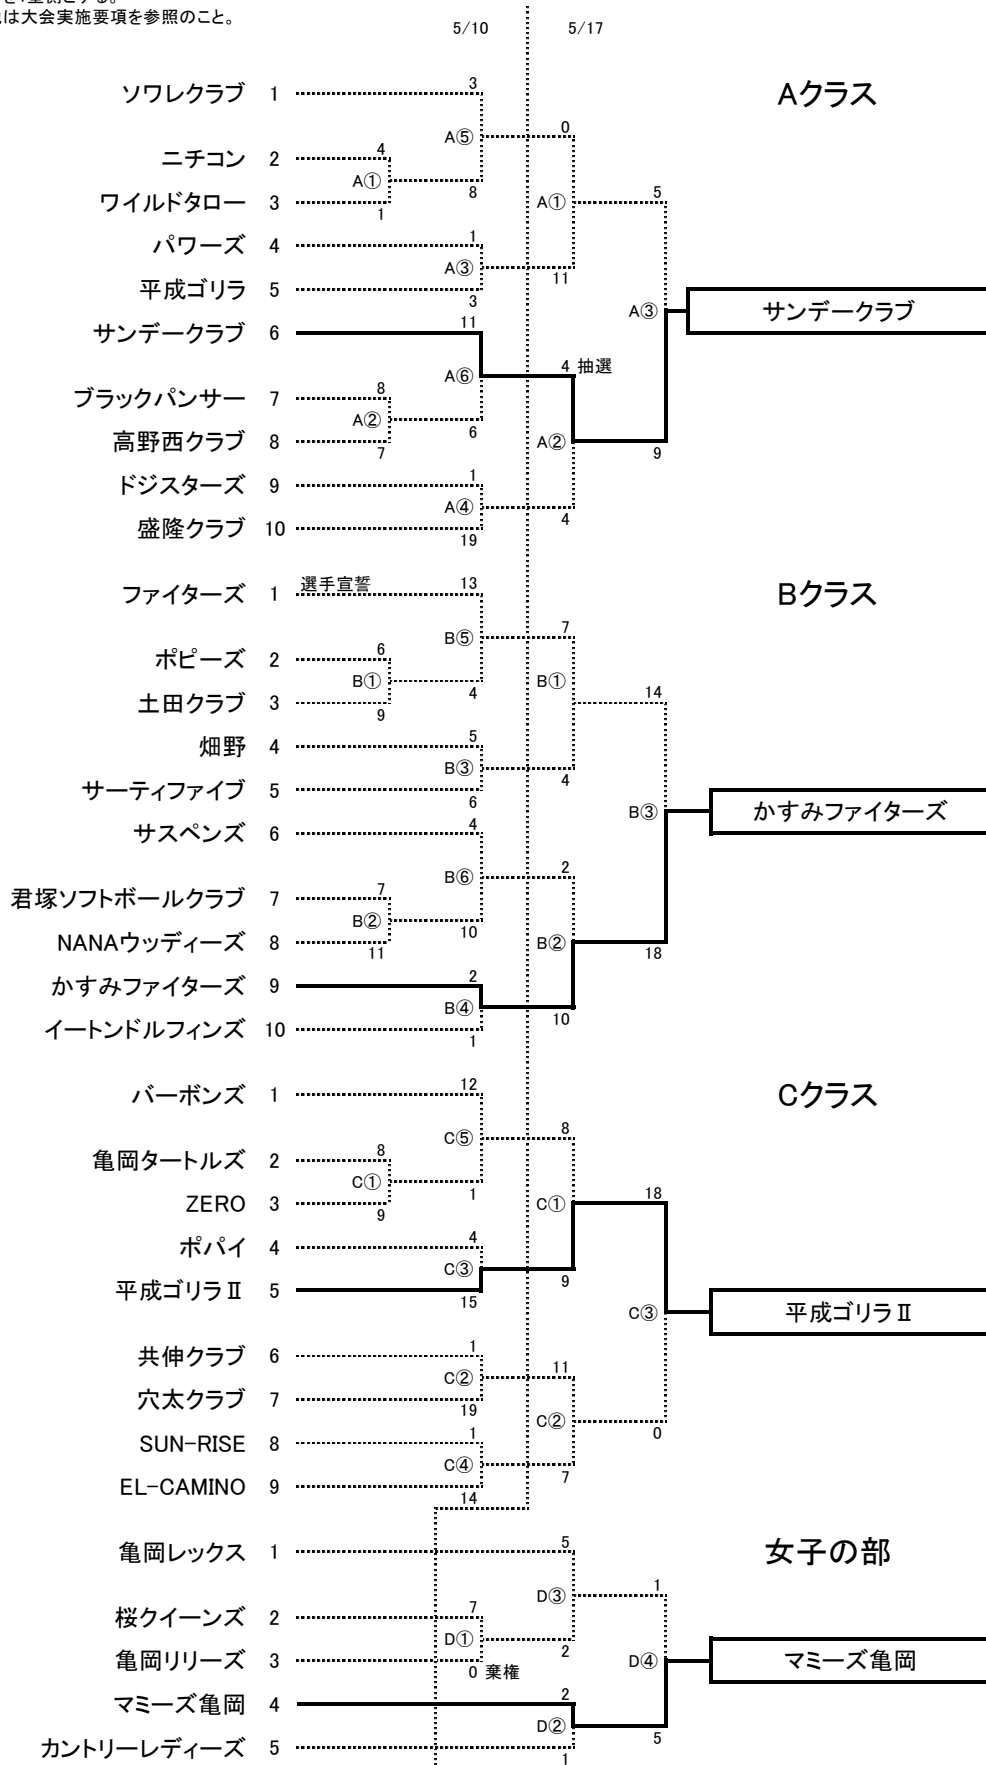 は大会実施要項を参照のこと。
5/10 5/17
Aクラス
ソワレクラブ 1 3
0
A⑤
ニチコン 2 4
A①
8
ワイルドタロー 3 1
A① 5
パワーズ 4 1
A③
11
平成ゴリラ 5 3
A③ サンデークラブ
サンデークラブ 6 11
4 抽選
A⑥
ブラックパンサー 7 8
A②
6
高野西クラブ 8 7
A② 9
ドジスターズ 9 1
A④
4
盛隆クラブ 10 19
Bクラス
ファイターズ 1 選手宣誓 13
7
B⑤
ポピーズ 2 6
B①
4
土田クラブ 3 9
B① 14
畑野 4 5
B③
4
サーティファイブ 5 6
B③ かすみファイターズ
サスペンズ 6 4
2
B⑥
君塚ソフトボールクラブ 7 7
B②
10
NANAウッディーズ 8 11
B② 18
かすみファイターズ 9 2
B④
10
イートンドルフィンズ 10 1
Cクラス
バーボンズ 1 12
8
C⑤
亀岡タートルズ 2 8
C①
1
ZERO 3 9
C① 18
ポパイ 4 4
C③
9
平成ゴリラⅡ 5 15
C③ 平成ゴリラⅡ
共伸クラブ 6 1
C②
11
穴太クラブ 7 19
C② 0
SUN-RISE 8 1
C④
7
EL-CAMINO 9 14
女子の部
亀岡レックス 1 5
D③ 1
桜クイーンズ 2 7
D①
2
亀岡リリーズ 3 0 棄権
D④ マミーズ亀岡
マミーズ亀岡 4 2
D② 5
カントリーレディーズ 5 1